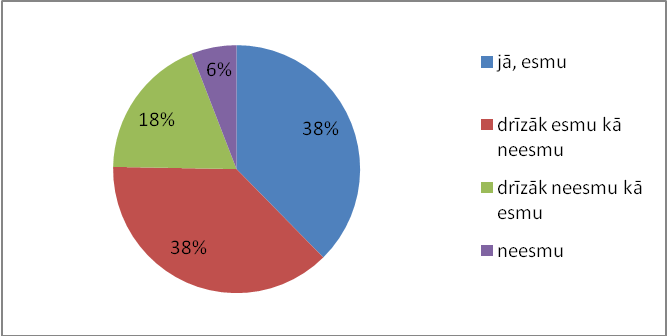 6%
38%
18%
38%
jā, esmu
drīzāk esmu kā
neesmu
drīzāk neesmu kā
esmu
neesmu